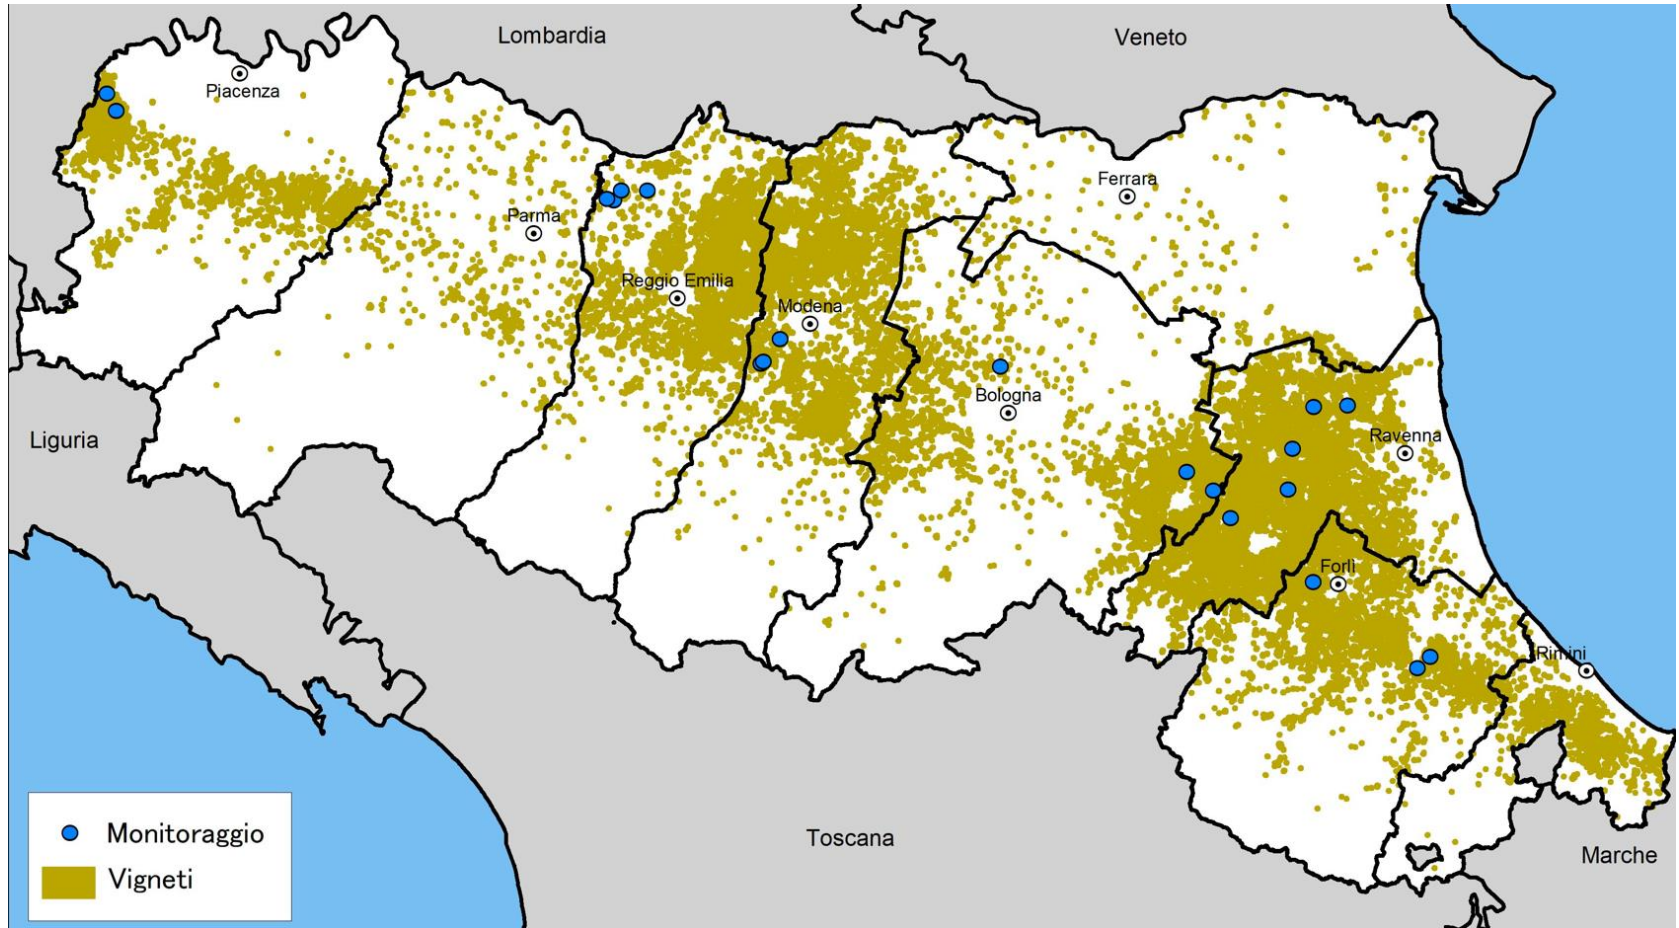 Lombardia
Veneto
Piacenza
Ferrara
Parma
Reggio Emilia
Modena
Bologna
Liguria
Ravenna
Forlì
Rimini
Monitoraggio
Vigneti
Toscana
Marche